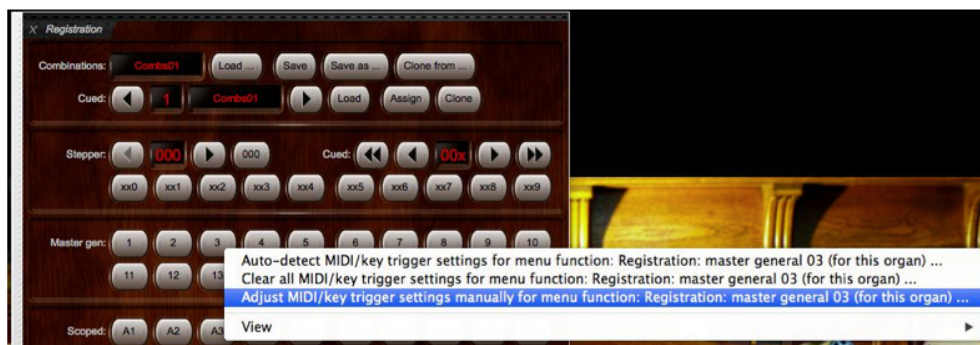 X Registration
Combinations: Combs01 Load ... Save Save as ... Clone from ...
Cued: 1 Combs01 Load Assign Clone
Stepper: 000 000 Cued: 00x
xx0 xx1 xx2 xx3 xx4 xx5 xx6 xx7 xx8 xx9
Master gen: 1 2 3 4 5 6 7 8 9 10
Auto-detect MIDI/key trigger settings for menu function: Registration: master general 03 (for this organ) ...
11 12 13 Clear all MIDI/key trigger settings for menu function: Registration: master general 03 (for this organ) ...
Adjust MIDI/key trigger settings manually for menu function: Registration: master general 03 (for this organ) ...
Scoped: A1 A2 A3 View